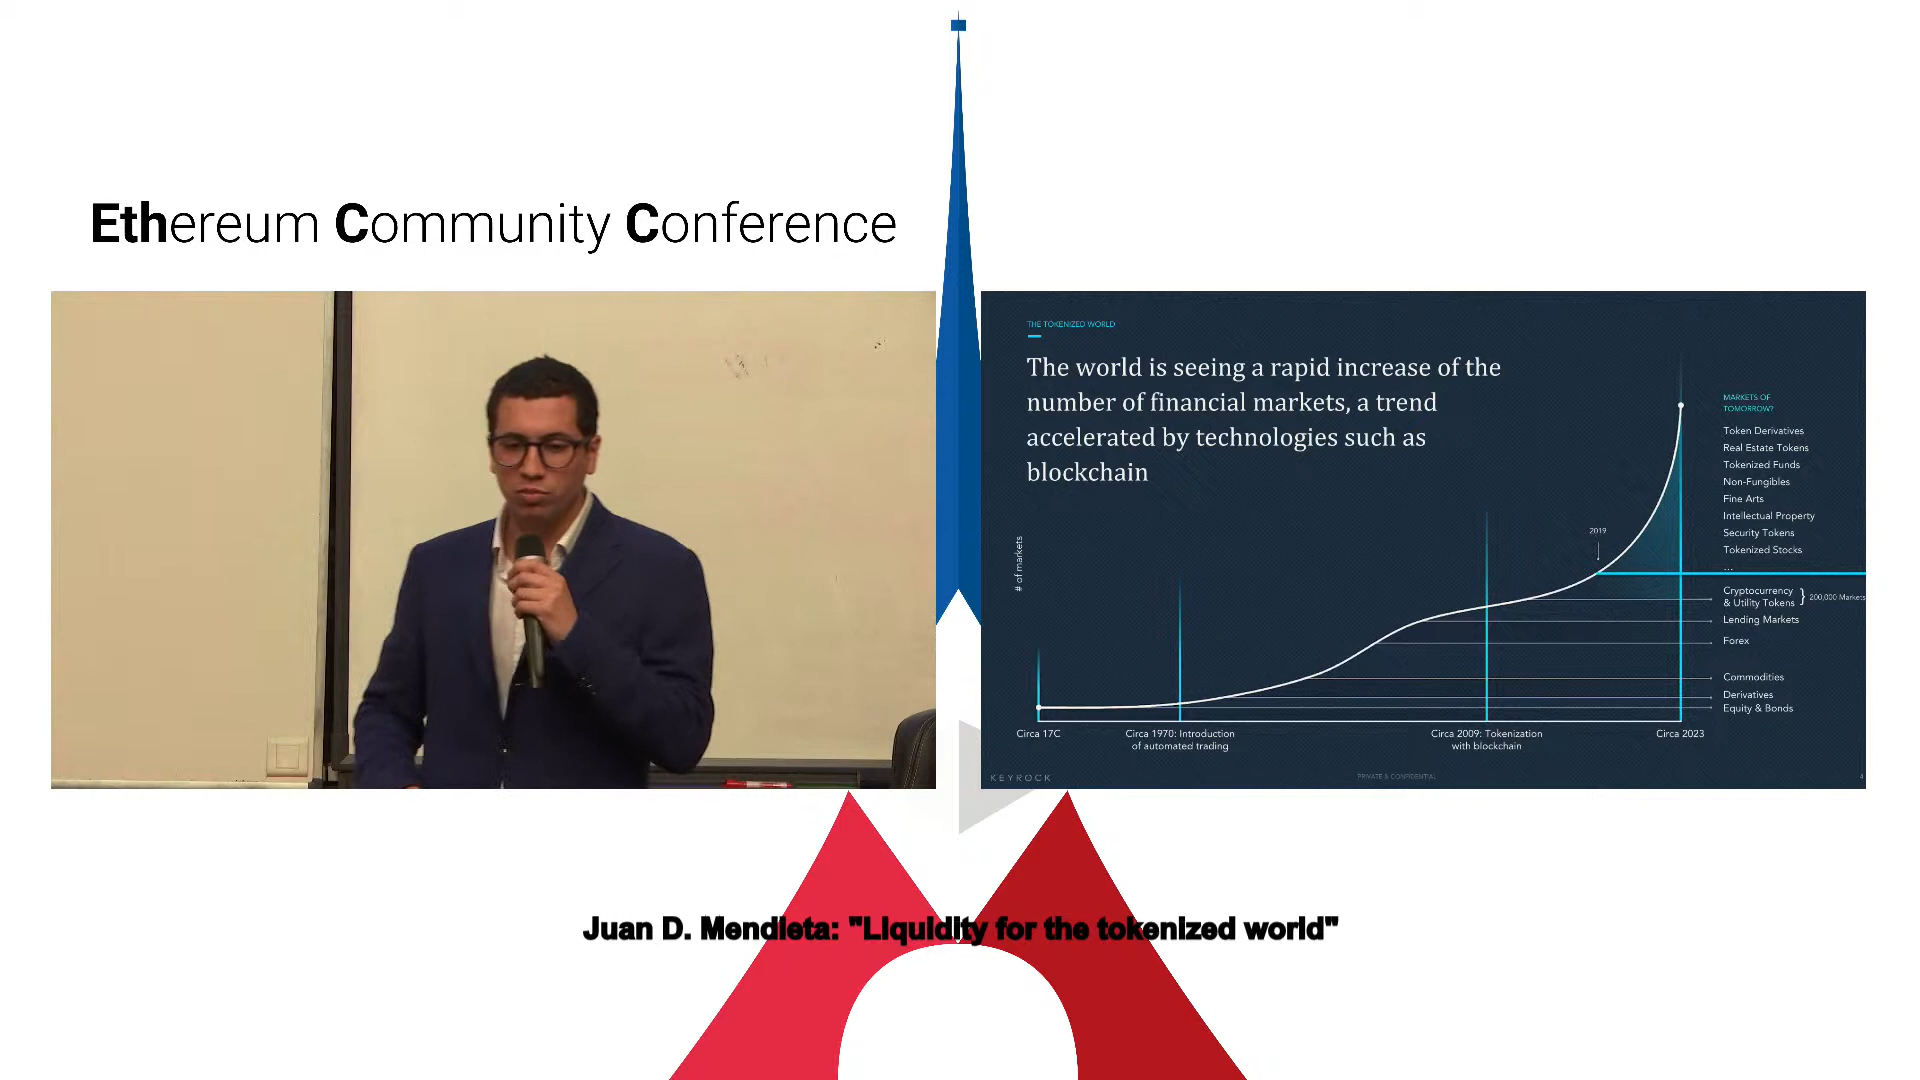 Ethereum Community Conference
THE TOKENIZED WORLD
The world is seeing a rapid increase of the
number of financial markets, a trend
accelerated by technologies such as
blockchain
# of markets
2019
MARKETS OF
TOMORROW?
Token Derivatives
Real Estate Tokens
Tokenized Funds
Non-Fungibles
Fine Arts
Intellectual Property
Security Tokens
Tokenized Stocks
...
Cryptocurrency
& Utility Tokens } 200,000 Markets
Lending Markets
Forex
Commodities
Derivatives
Equity & Bonds
Circa 17C
Circa 1970: Introduction
of automated trading
Circa 2009: Tokenization
with blockchain
Circa 2023
KEYROCK
PRIVATE & CONFIDENTIAL
4
Juan D. Mendieta: "Liquidity for the tokenized world"